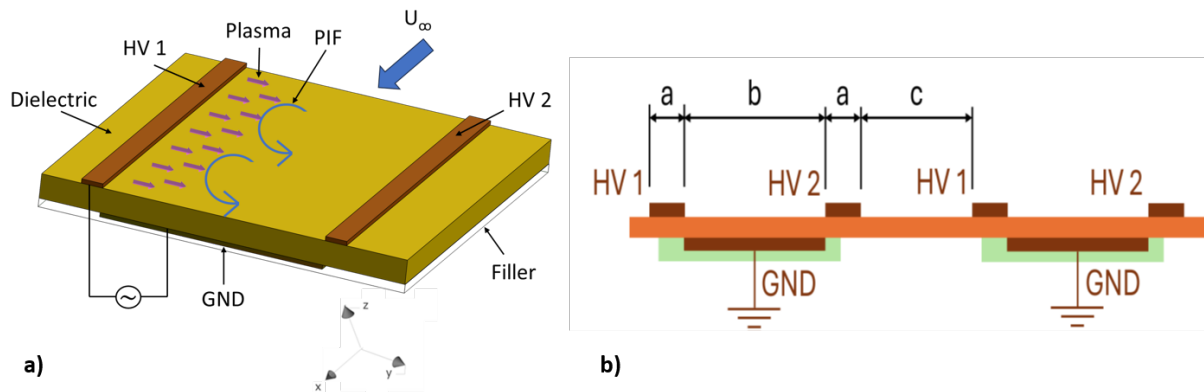 Plasma
PIF
U∞
HV 1
Dielectric
HV 2
Filler
GND
z
x
y
a)
a
b
a
c
HV 1
HV 2
HV 1
HV 2
GND
GND
b)